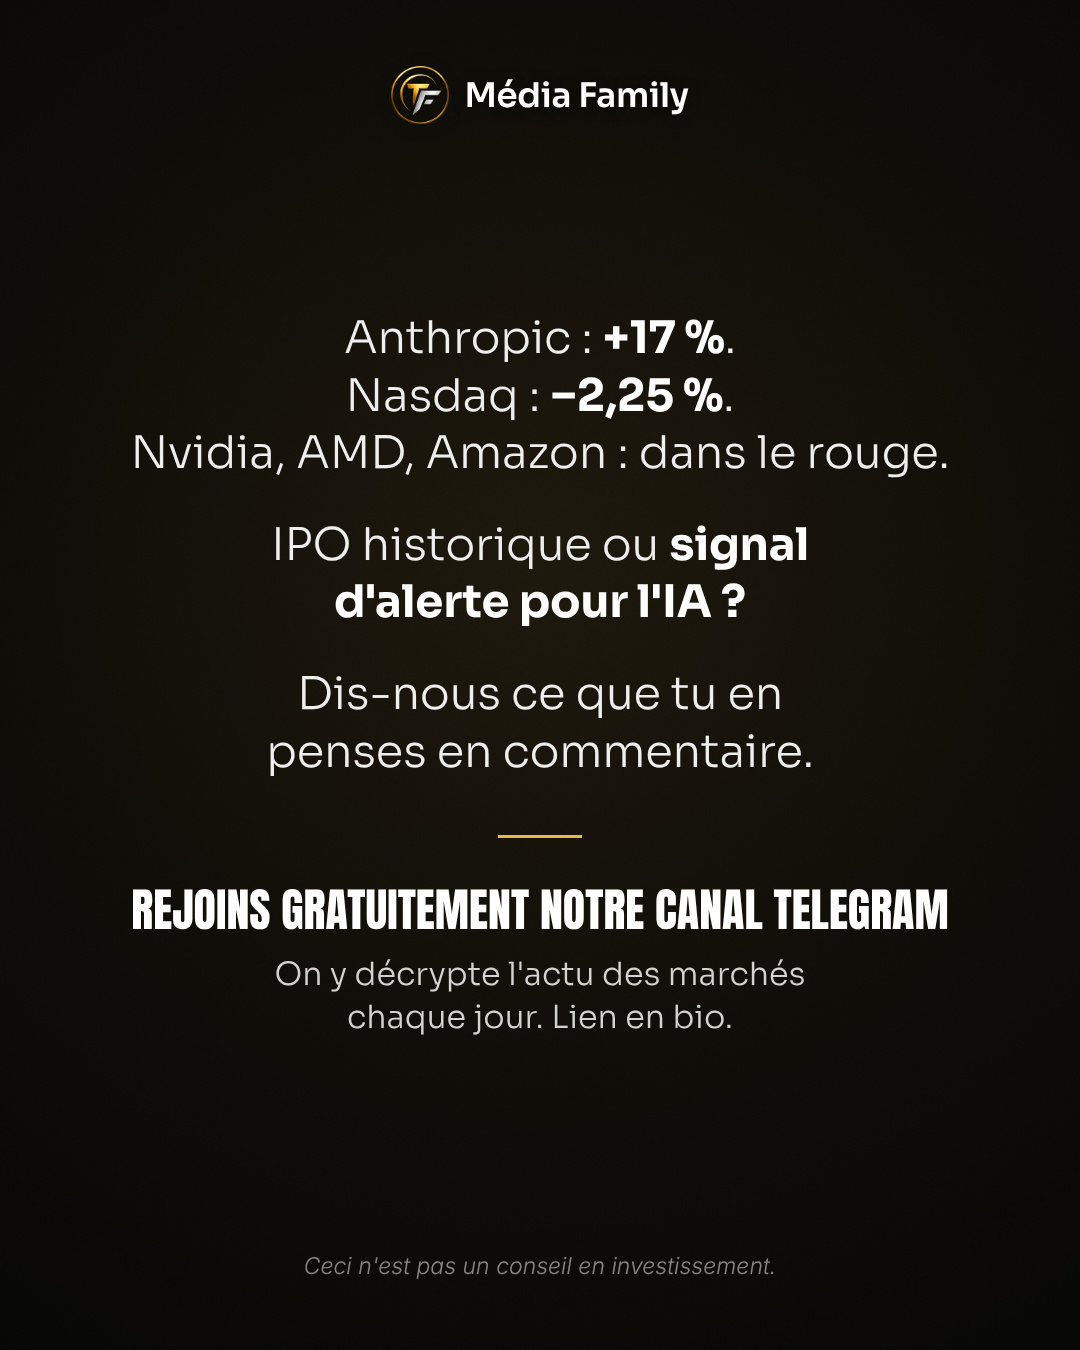 TF Média Family
Anthropic : +17 %.
Nasdaq : −2,25 %.
Nvidia, AMD, Amazon : dans le rouge.
IPO historique ou signal
d'alerte pour l'IA ?
Dis-nous ce que tu en
penses en commentaire.
REJOINS GRATUITEMENT NOTRE CANAL TELEGRAM
On y décrypte l'actu des marchés
chaque jour. Lien en bio.
Ceci n'est pas un conseil en investissement.